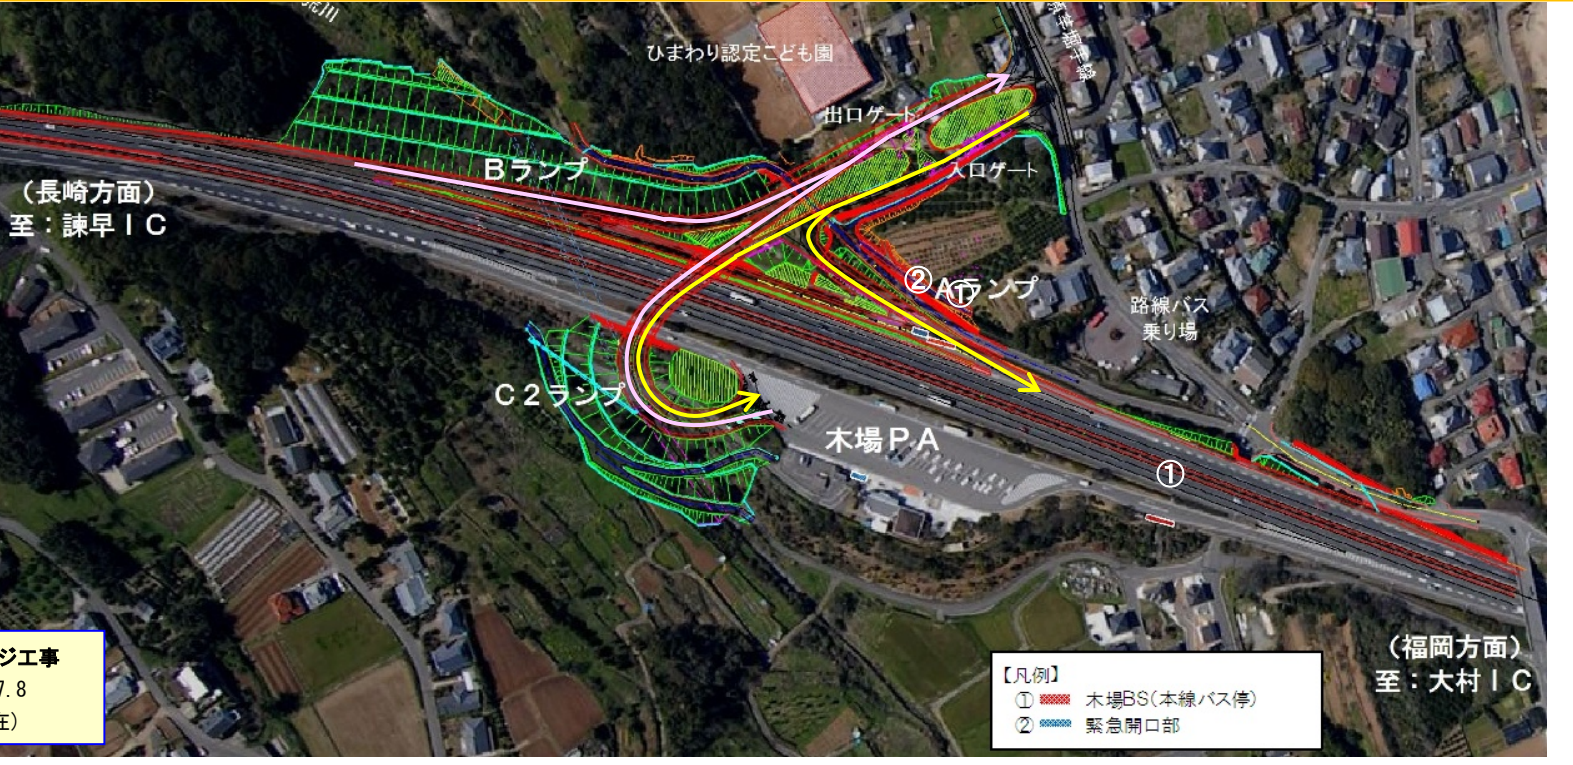 ひまわり認定こども園
出口ゲート
入口ゲート
Bランプ
(長崎方面)
至：諫早IC
②
Aランプ
①
路線バス
乗り場
C2ランプ
木場PA
①
ジ工事
7.8
在)
(福岡方面)
至：大村IC
【凡例】
① 木場BS(本線バス停)
② 緊急開口部